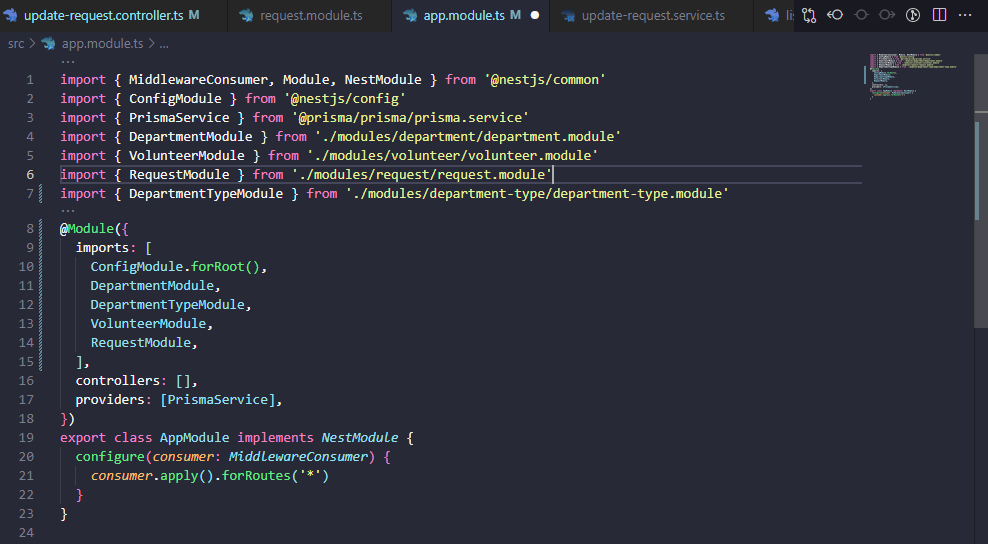 update-request.controller.ts M
request.module.ts
app.module.ts M
update-request.service.ts
src > app.module.ts > ...
1 import { MiddlewareConsumer, Module, NestModule } from '@nestjs/common'
2 import { ConfigModule } from '@nestjs/config'
3 import { PrismaService } from '@prisma/prisma/prisma.service'
4 import { DepartmentModule } from './modules/department/department.module'
5 import { VolunteerModule } from './modules/volunteer/volunteer.module'
6 import { RequestModule } from './modules/request/request.module'
7 import { DepartmentTypeModule } from './modules/department-type/department-type.module'
8 @Module({
9 imports: [
10 ConfigModule.forRoot(),
11 DepartmentModule,
12 DepartmentTypeModule,
13 VolunteerModule,
14 RequestModule,
15 ],
16 controllers: [],
17 providers: [PrismaService],
18 })
19 export class AppModule implements NestModule {
20 configure(consumer: MiddlewareConsumer) {
21 consumer.apply().forRoutes('*')
22 }
23 }
24